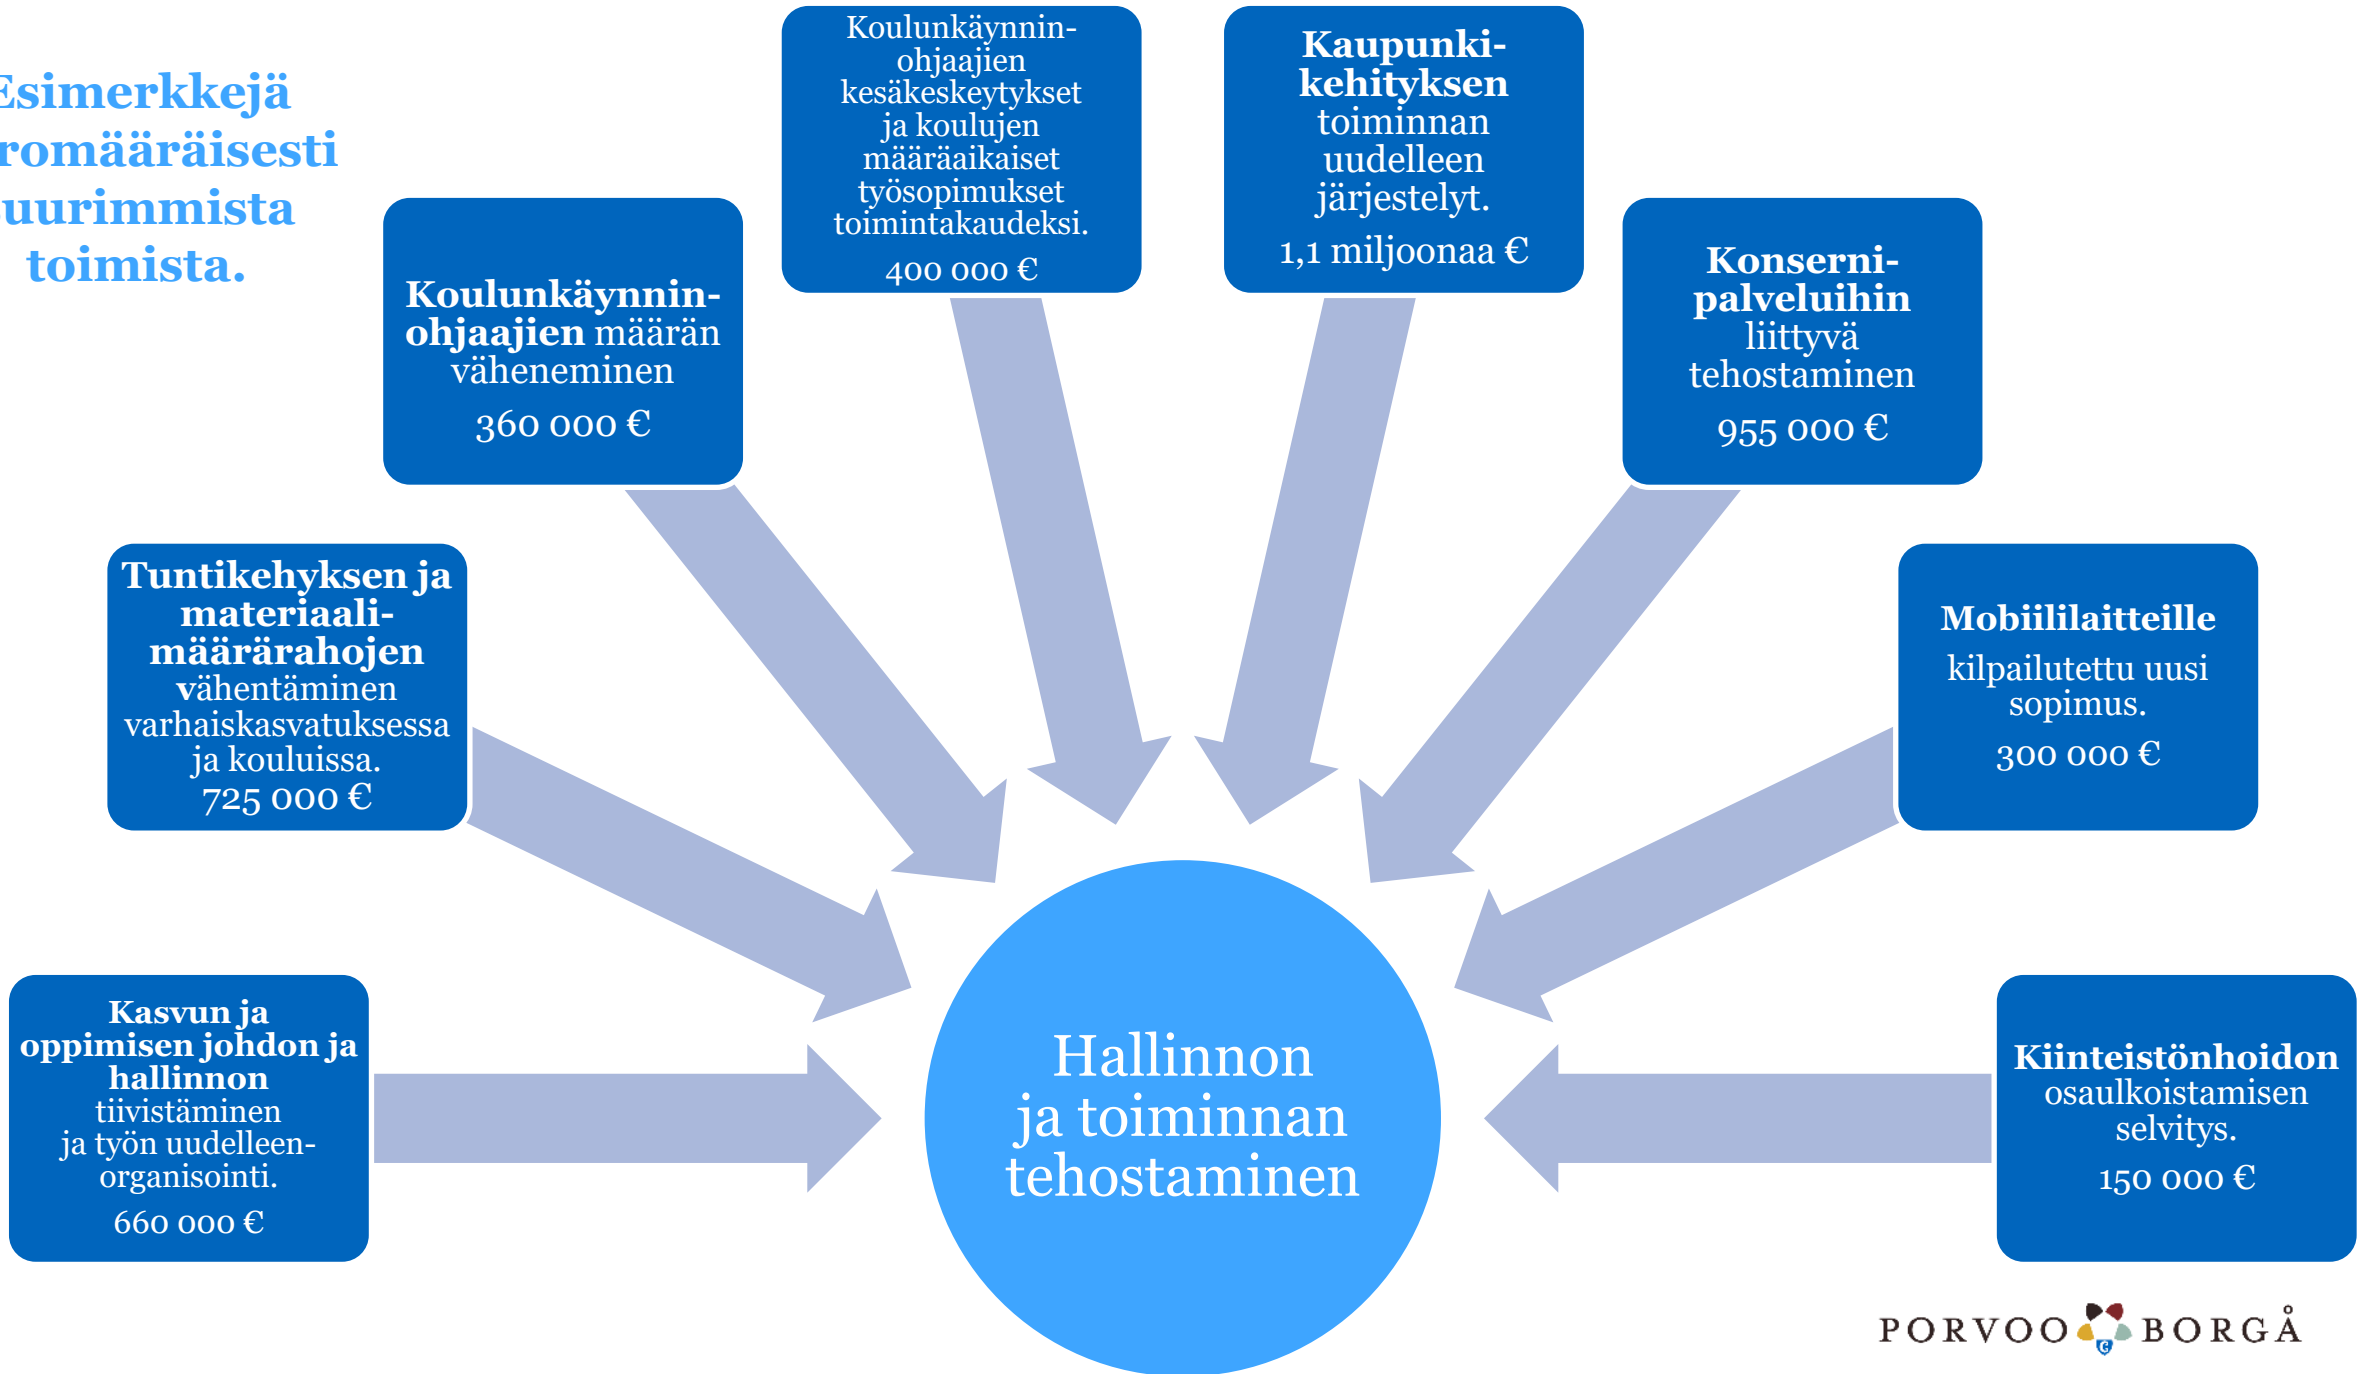 Esimerkkejä
romääräisesti
uurimmista
toimista.
Kasvun ja
oppimisen johdon ja
hallinnon
tiivistäminen
ja työn uudelleen-
organisointi.
660 000 €
Tuntikehyksen ja
materiaali-
määrärahojen
vähentäminen
varhaiskasvatuksessa
ja kouluissa.
725 000 €
Koulunkäynnin-
ohjaajien määrän
väheneminen
360 000 €
Koulunkäynnin-
ohjaajien
kesäkeskeytykset
ja koulujen
määräaikaiset
työsopimukset
toimintakaudeksi.
400 000 €
Kaupunki-
kehityksen
toiminnan
uudelleen
järjestelyt.
1,1 miljoonaa €
Konserni-
palveluihin
liittyvä
tehostaminen
955 000 €
Mobiililaitteille
kilpailutettu uusi
sopimus.
300 000 €
Kiinteistönhoidon
osaulkoistamisen
selvitys.
150 000 €
Hallinnon
ja toiminnan
tehostaminen
PORVOO BORGÅ